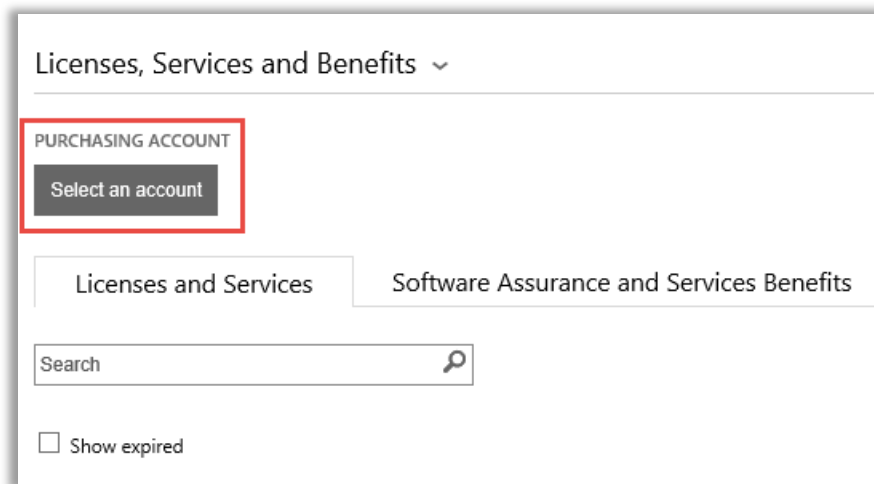 Licenses, Services and Benefits
PURCHASING ACCOUNT
Select an account
Licenses and Services
Software Assurance and Services Benefits
Search
Show expired